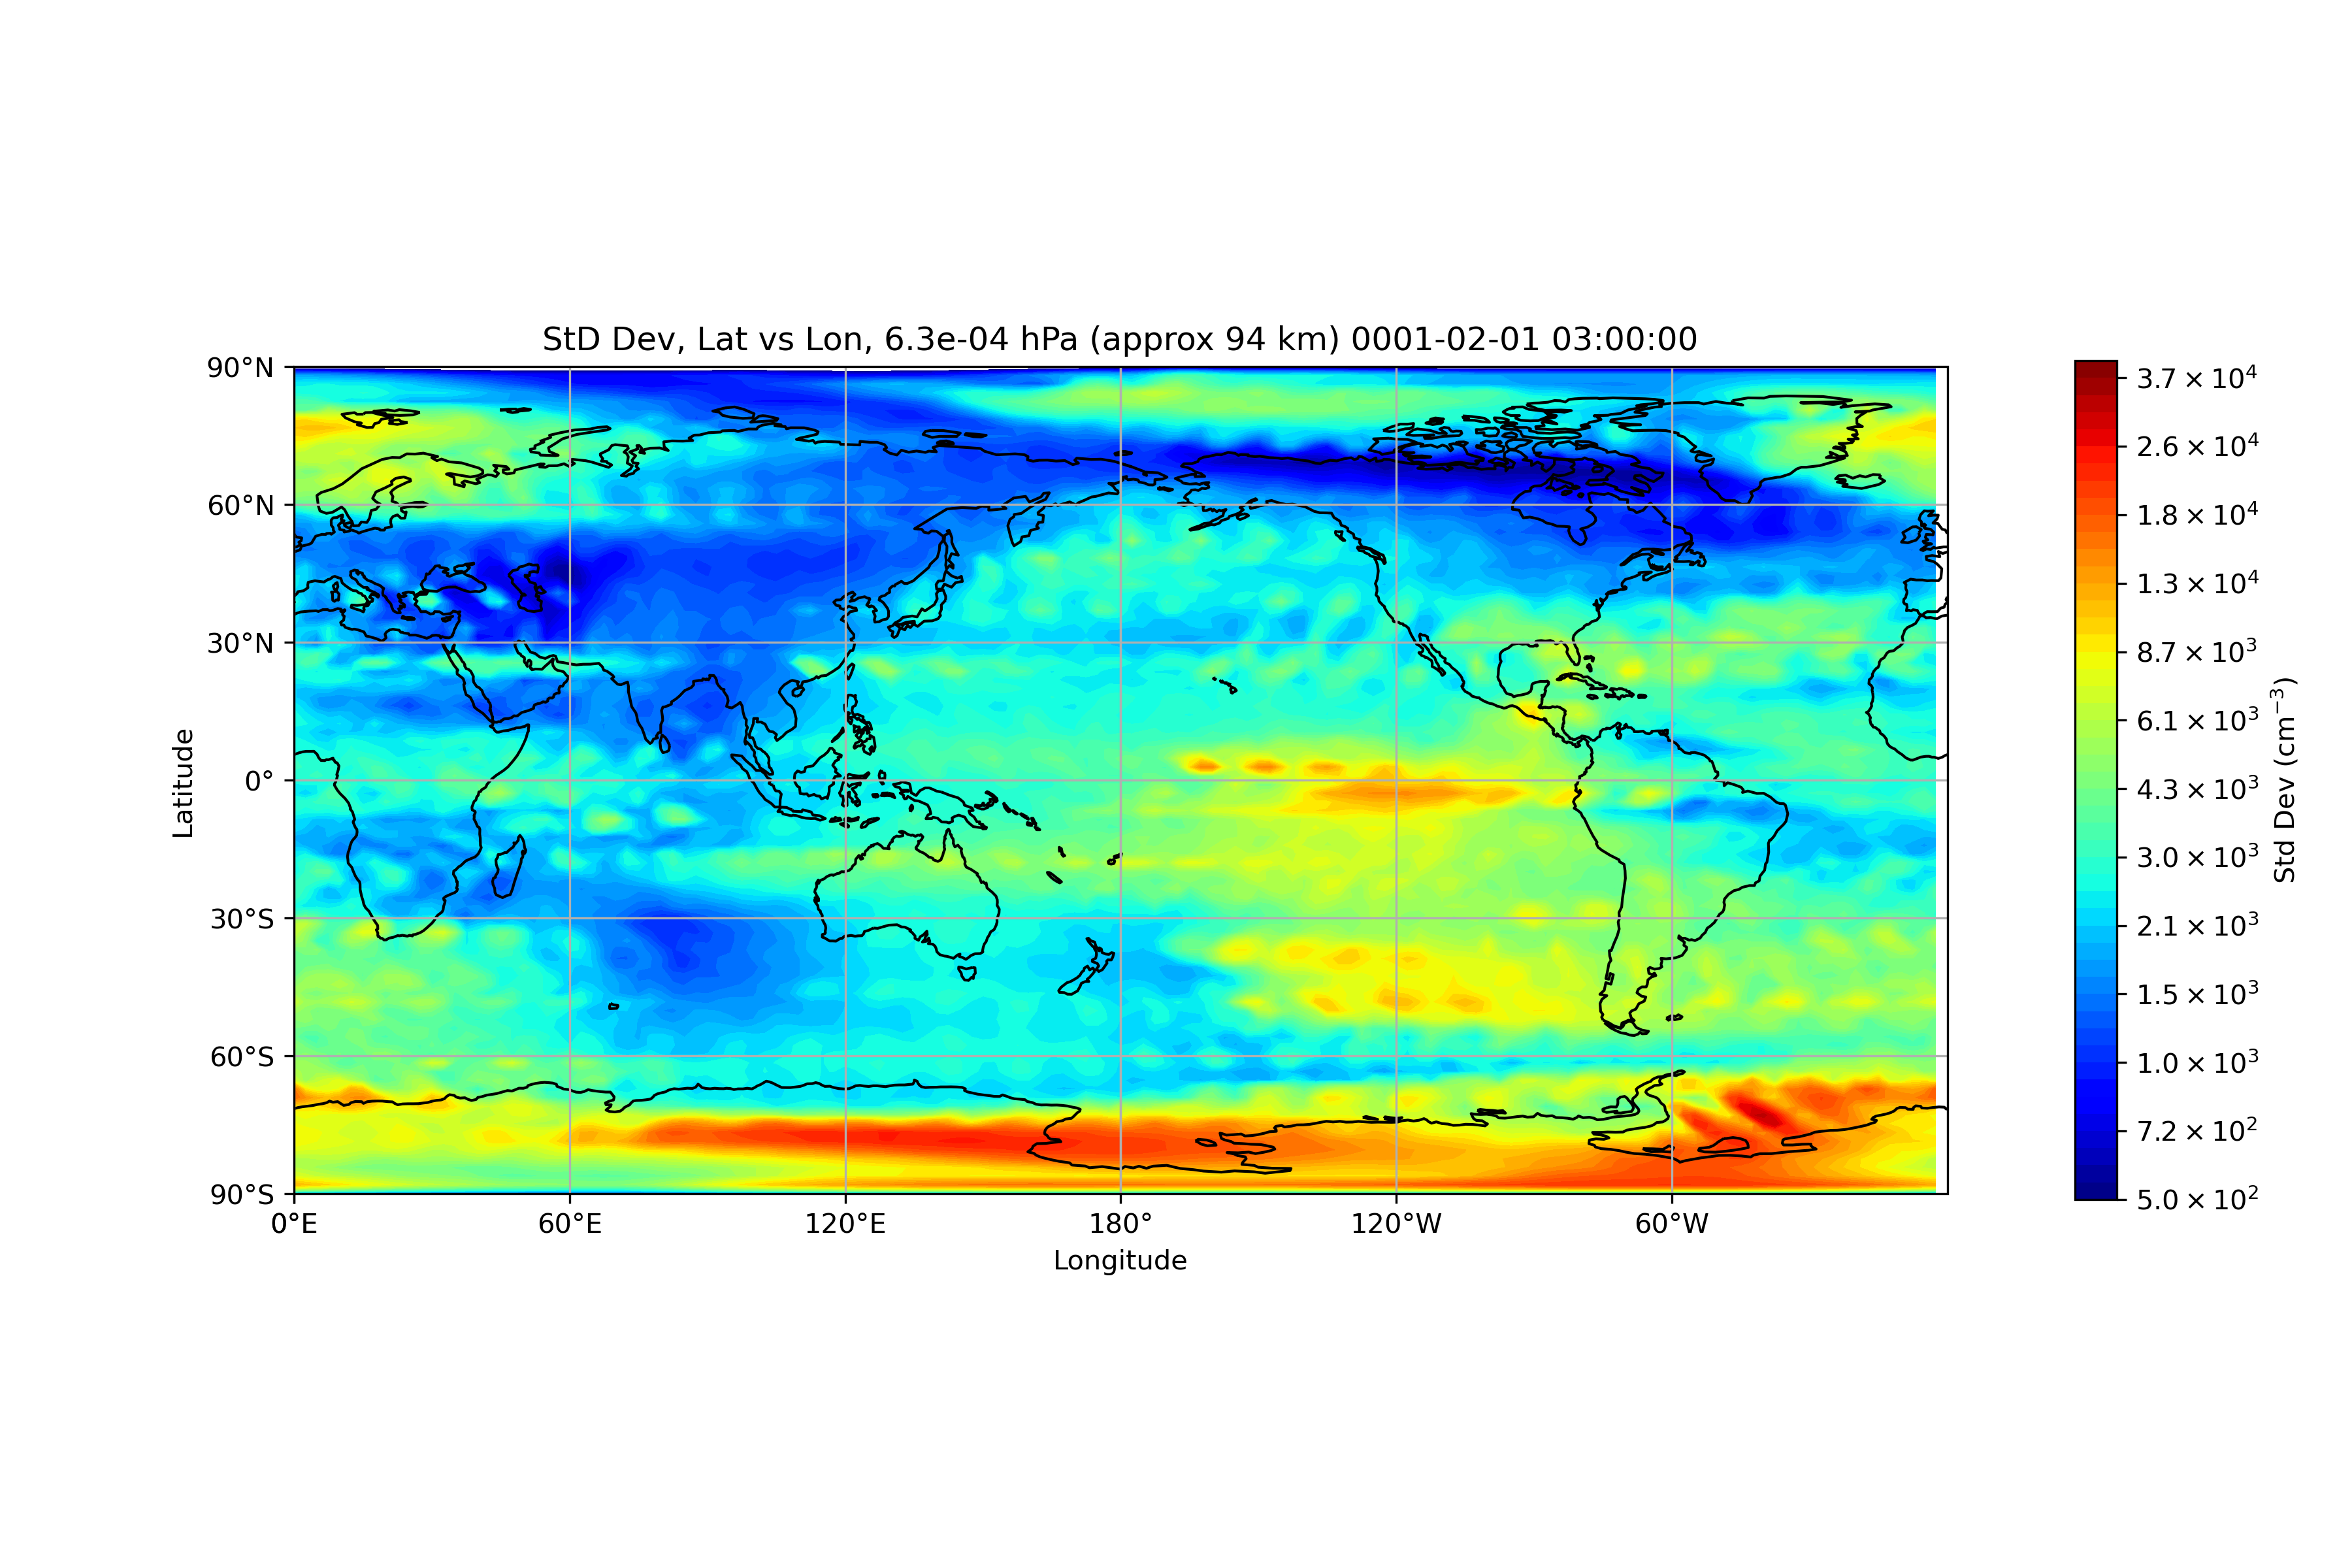 StD Dev, Lat vs Lon, 6.3e-04 hPa (approx 94 km) 0001-02-01 03:00:00
90°N
60°N
30°N
0°
30°S
60°S
90°S
Latitude
0°E
60°E
120°E
180°
120°W
60°W
Longitude
3.7 × 10⁴
2.6 × 10⁴
1.8 × 10⁴
1.3 × 10⁴
8.7 × 10³
6.1 × 10³
4.3 × 10³
3.0 × 10³
2.1 × 10³
1.5 × 10³
1.0 × 10³
7.2 × 10²
5.0 × 10²
Std Dev (cm⁻³)